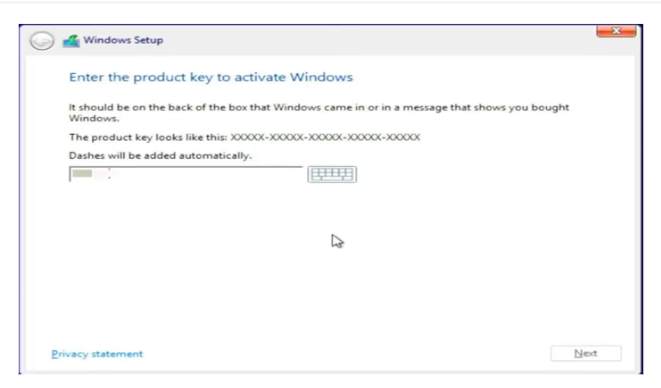 Windows Setup
Enter the product key to activate Windows
It should be on the back of the box that Windows came in or in a message that shows you bought
Windows.
The product key looks like this: XXXXX-XXXXX-XXXXX-XXXXX-XXXXX
Dashes will be added automatically.
Privacy statement
Next